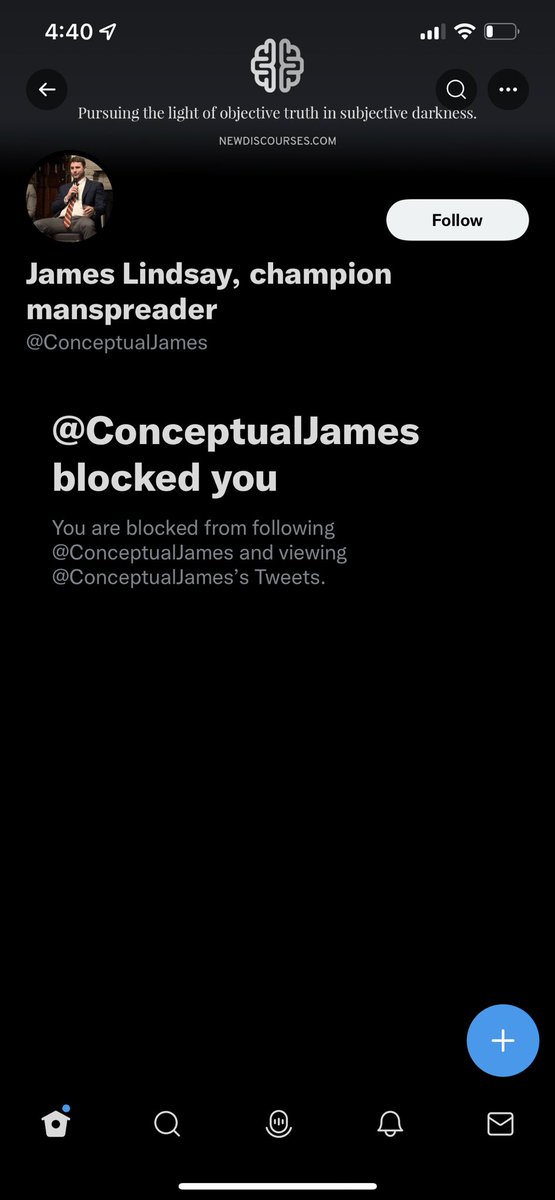 4:40
Pursuing the light of objective truth in subjective darkness.
NEWDISCOURSES.COM
Follow
James Lindsay, champion
manspreader
@ConceptualJames
@ConceptualJames
blocked you
You are blocked from following
@ConceptualJames and viewing
@ConceptualJames’s Tweets.